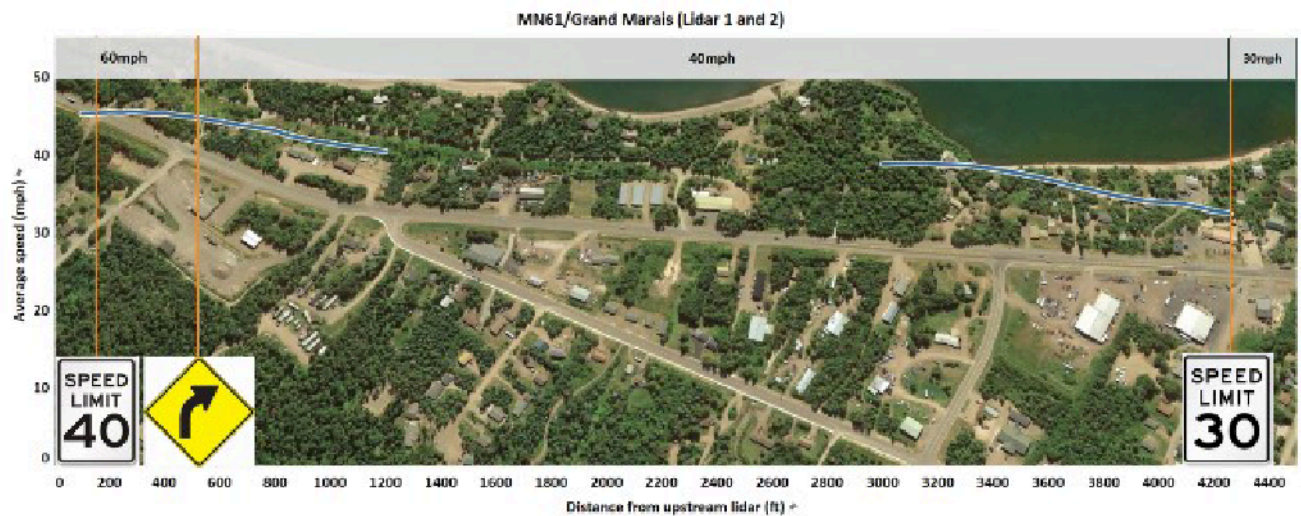 MN61/Grand Marais (Lidar 1 and 2)
60mph
40mph
30mph
50
40
30
20
10
0
Average speed (mph)
SPEED
LIMIT
40
SPEED
LIMIT
30
0 200 400 600 800 1000 1200 1400 1600 1800 2000 2200 2400 2600 2800 3000 3200 3400 3600 3800 4000 4200 4400
Distance from upstream lidar (ft)